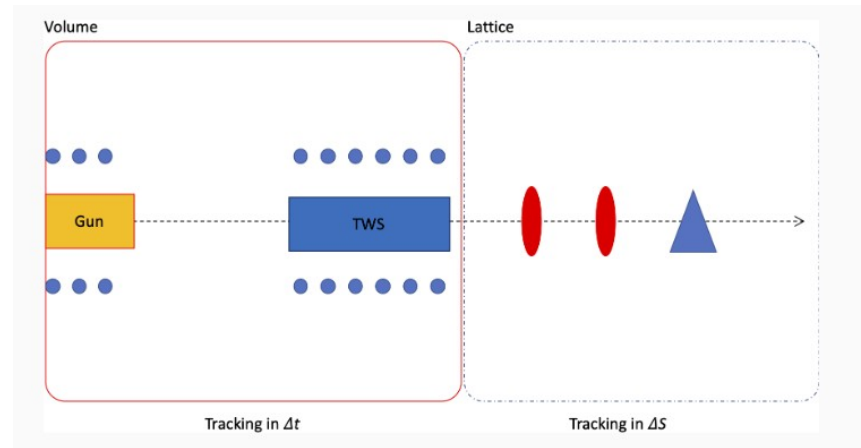 Volume
Lattice
Gun
TWS
Tracking in Δt
Tracking in ΔS